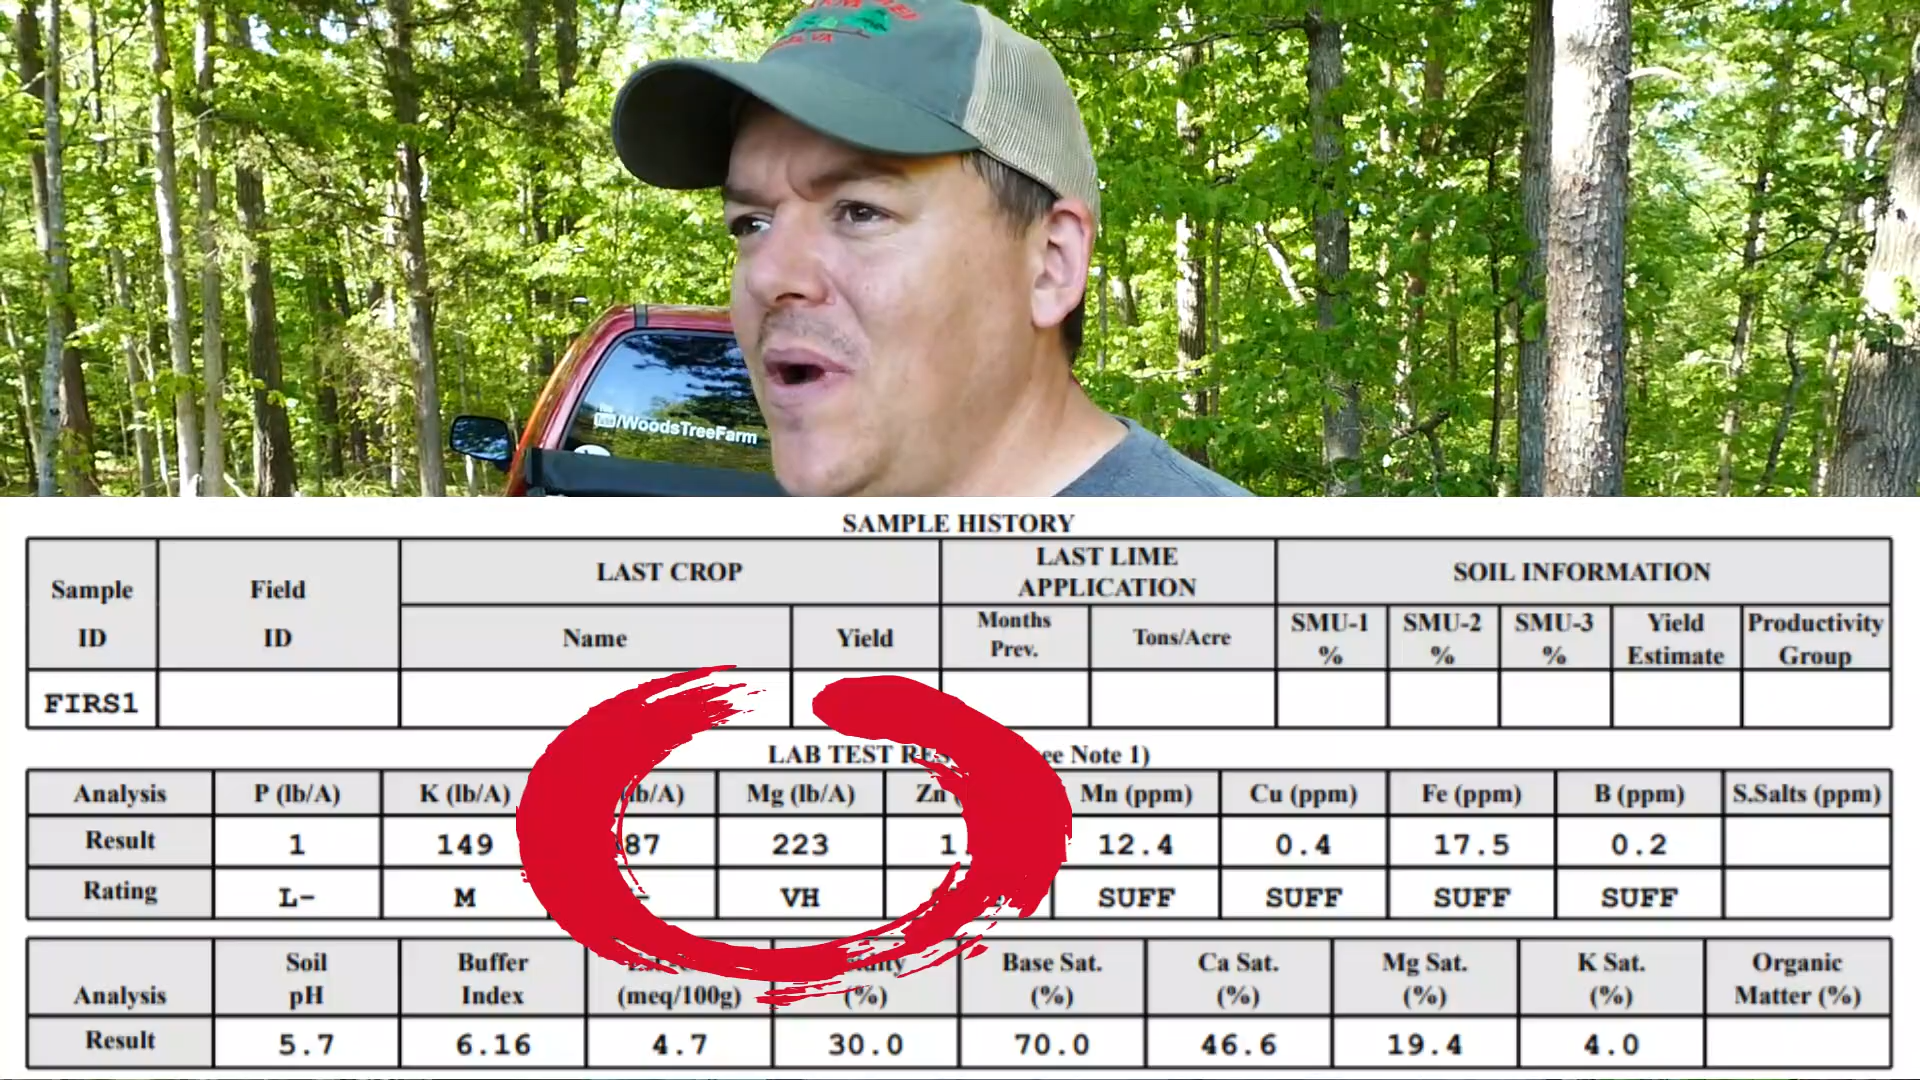 /WoodsTreeFarm
SAMPLE HISTORY
Sample ID Field ID LAST CROP LAST LIME APPLICATION SOIL INFORMATION
Name Yield Months Prev. Tons/Acre SMU-1 % SMU-2 % SMU-3 % Yield Estimate Productivity Group
FIRS1
LAB TEST Note 1)
Analysis P (lb/A) K (lb/A) Mg (lb/A) Zn Mn (ppm) Cu (ppm) Fe (ppm) B (ppm) S.Salts (ppm)
Result 1 149 87 223 1. 12.4 0.4 17.5 0.2
Rating L- M VH SUFF SUFF SUFF SUFF
Analysis Soil pH Buffer Index (meq/100g) (%) Base Sat. (%) Ca Sat. (%) Mg Sat. (%) K Sat. (%) Organic Matter (%)
Result 5.7 6.16 4.7 30.0 70.0 46.6 19.4 4.0